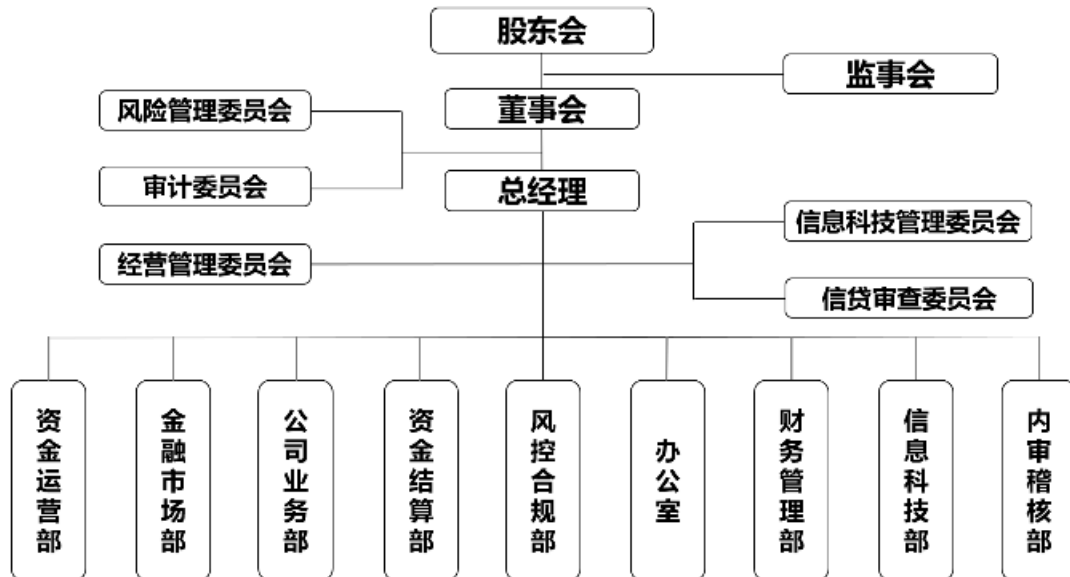 股东会
监事会
董事会
风险管理委员会
审计委员会
总经理
信息科技管理委员会
经营管理委员会
信贷审查委员会
资金运营部
金融市场部
公司业务部
资金结算部
风控合规部
办公室
财务管理部
信息科技部
内审稽核部